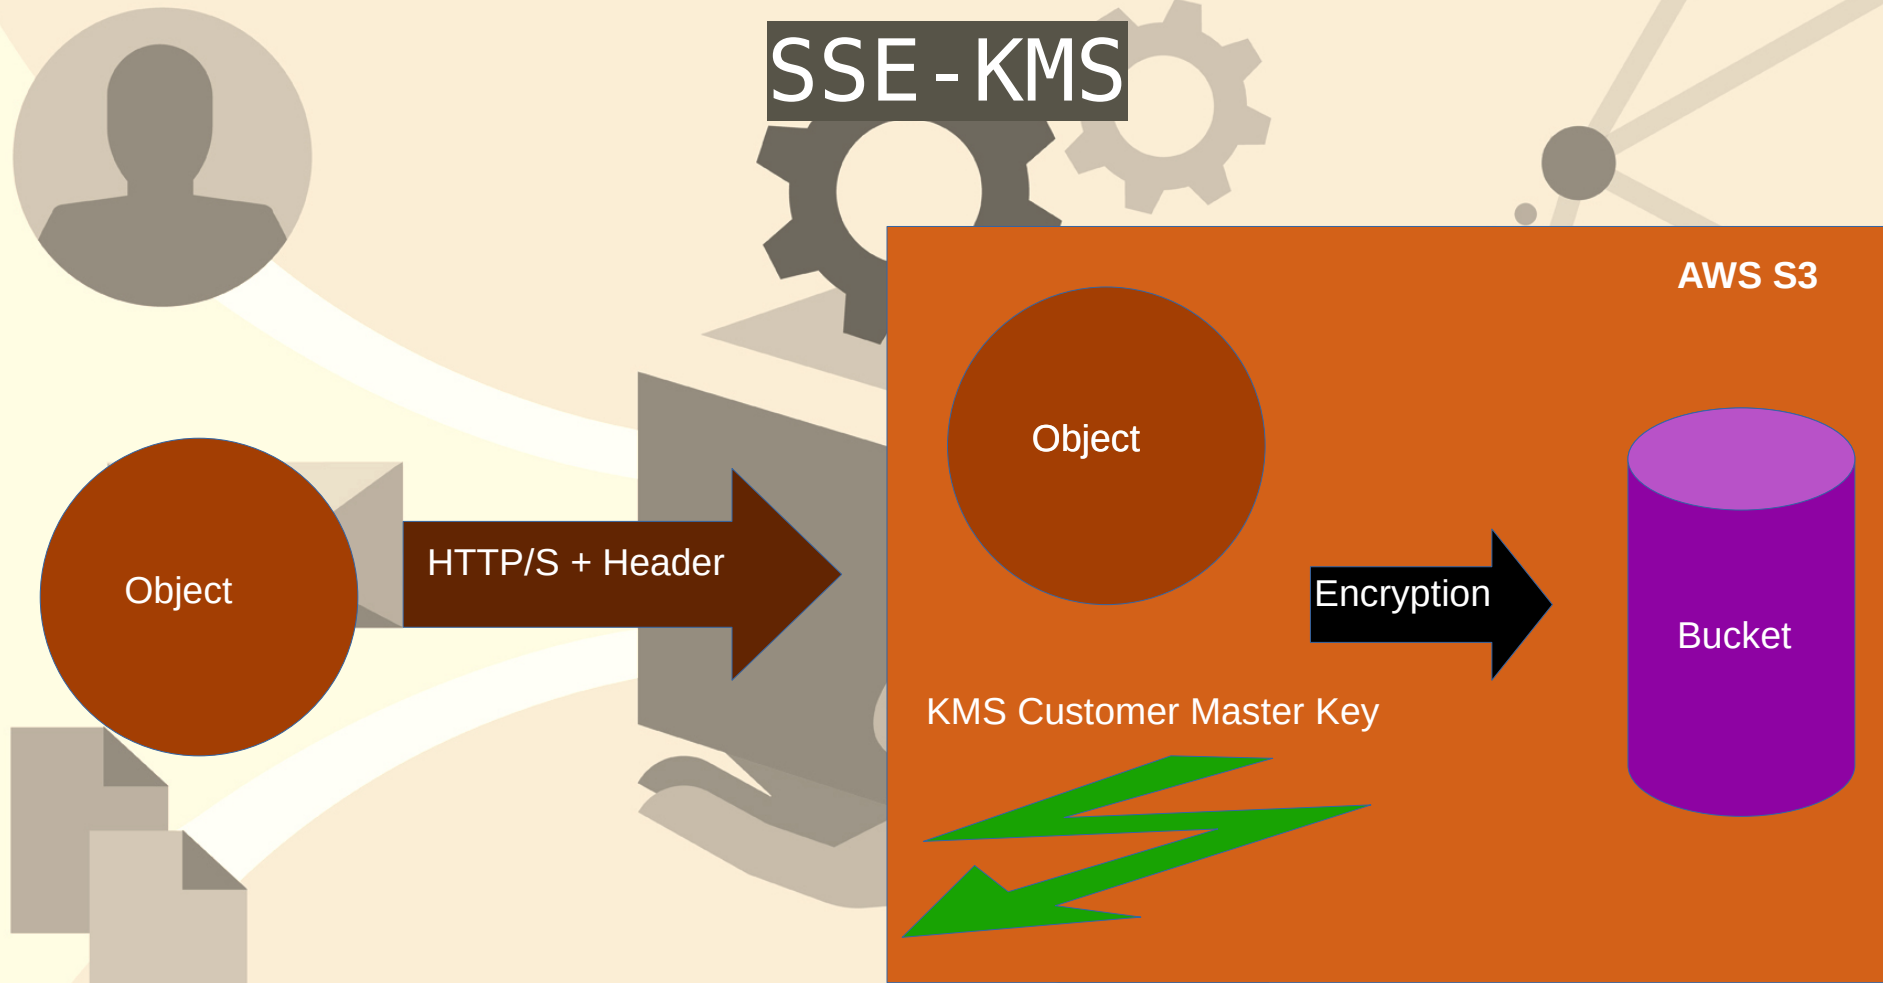 SSE-KMS
AWS S3
Object
Object
HTTP/S + Header
Encryption
Bucket
KMS Customer Master Key